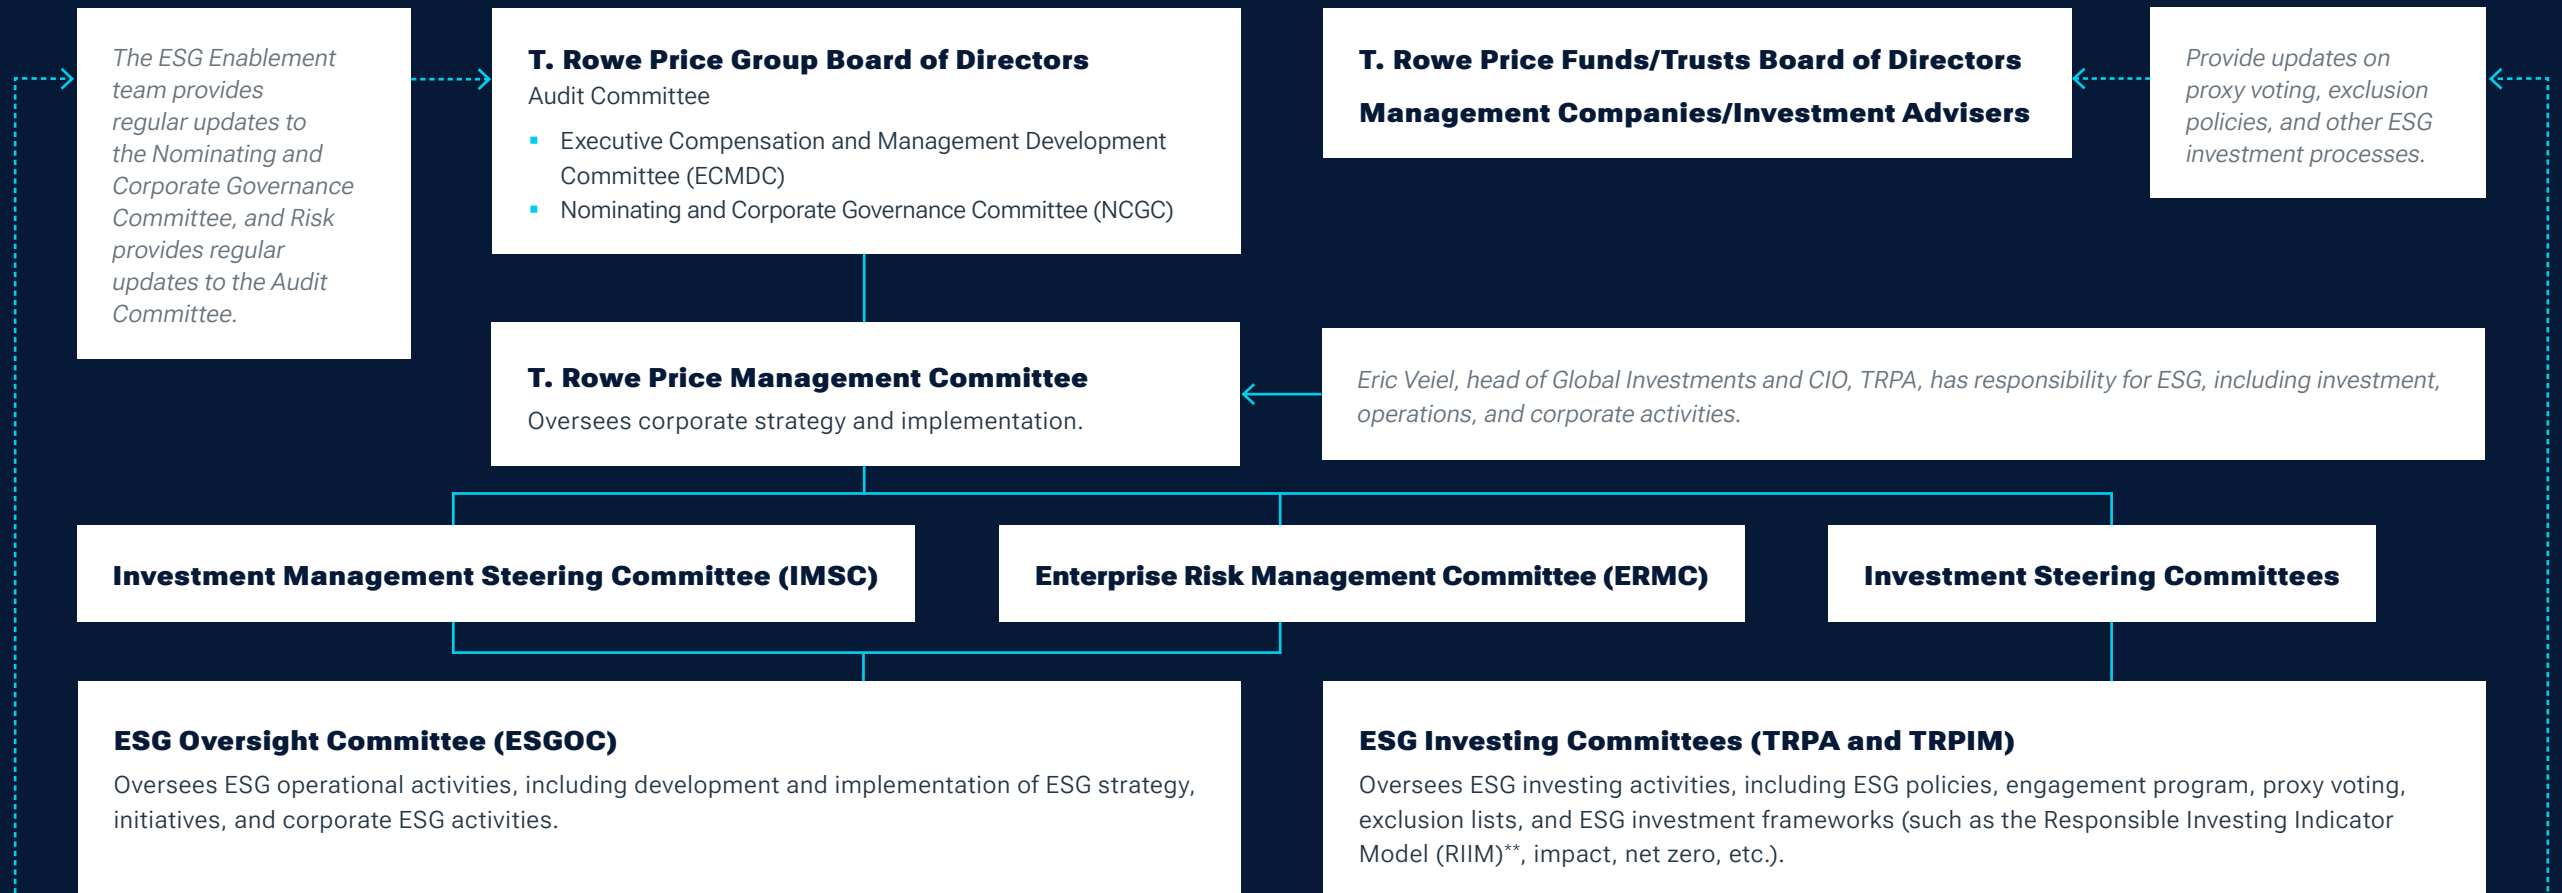 The ESG Enablement
team provides
regular updates to
the Nominating and
Corporate Governance
Committee, and Risk
provides regular
updates to the Audit
Committee.
T. Rowe Price Group Board of Directors
Audit Committee
▪ Executive Compensation and Management Development
Committee (ECMDC)
▪ Nominating and Corporate Governance Committee (NCGC)
T. Rowe Price Funds/Trusts Board of Directors
Management Companies/Investment Advisers
Provide updates on
proxy voting, exclusion
policies, and other ESG
investment processes.
T. Rowe Price Management Committee
Oversees corporate strategy and implementation.
Eric Veiel, head of Global Investments and CIO, TRPA, has responsibility for ESG, including investment,
operations, and corporate activities.
Investment Management Steering Committee (IMSC)
Enterprise Risk Management Committee (ERMC)
Investment Steering Committees
ESG Oversight Committee (ESGOC)
Oversees ESG operational activities, including development and implementation of ESG strategy,
initiatives, and corporate ESG activities.
ESG Investing Committees (TRPA and TRPIM)
Oversees ESG investing activities, including ESG policies, engagement program, proxy voting,
exclusion lists, and ESG investment frameworks (such as the Responsible Investing Indicator
Model (RIIM)**, impact, net zero, etc.).